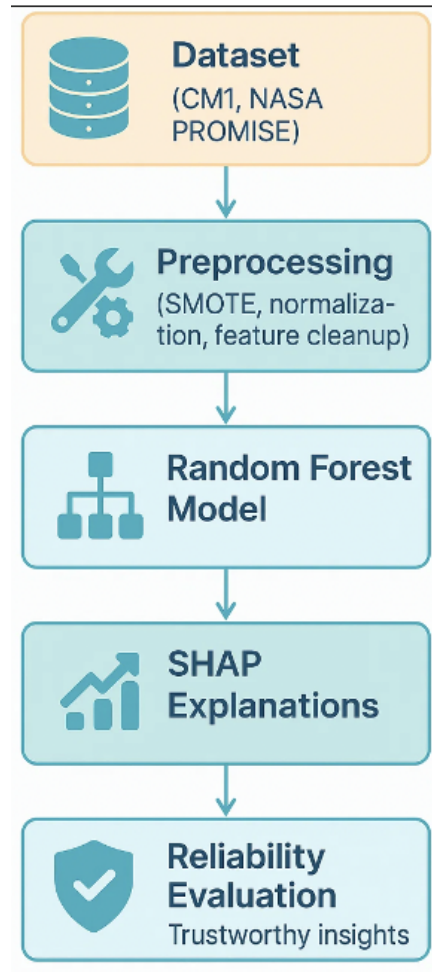 Dataset
(CM1, NASA
PROMISE)
Preprocessing
(SMOTE, normaliza-
tion, feature cleanup)
Random Forest
Model
SHAP
Explanations
Reliability
Evaluation
Trustworthy insights